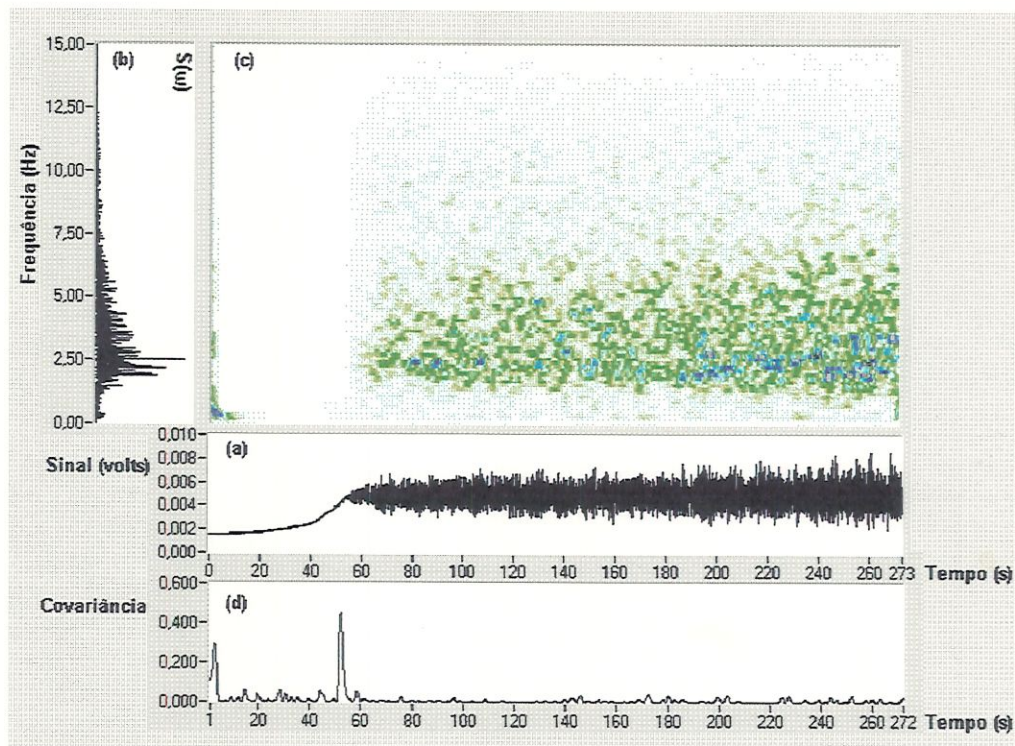 15,00
(b)
S(w)
(c)
12,50
10,00
7,50
5,00
2,50
0,00
Frequência (Hz)
0,010
(a)
Sinal (volts)
0,008
0,006
0,004
0,002
0,000
0 20 40 60 80 100 120 140 160 180 200 220 240 260 273 Tempo (s)
0,600
Covariância
(d)
0,400
0,200
0,000
1 20 40 60 80 100 120 140 160 180 200 220 240 260 272 Tempo (s)